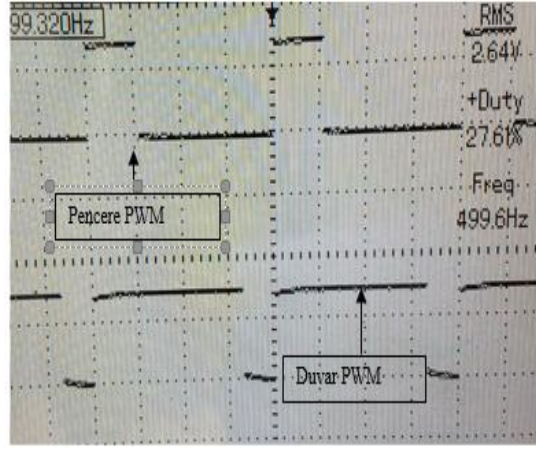 99.320Hz
RMS
2.64V
+Duty
27.61%
Freq
499.6Hz
Pencere PWM
Duvar PWM